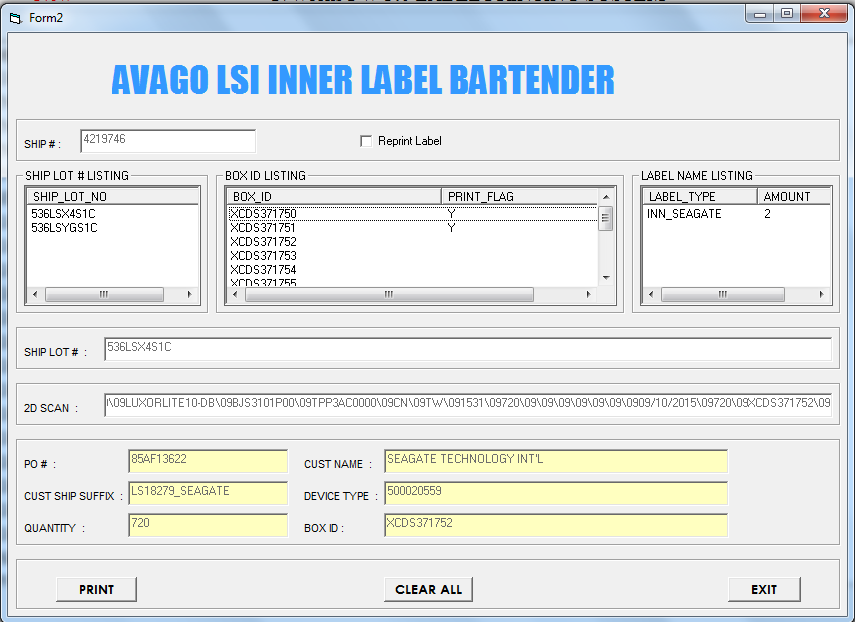 Form2
AVAGO LSI INNER LABEL BARTENDER
SHIP # :
4219746
Reprint Label
SHIP LOT # LISTING
SHIP_LOT_NO
536LSX4S1C
536LSYGS1C
BOX ID LISTING
BOX_ID PRINT_FLAG
XCDS371750 Y
XCDS371751 Y
XCDS371752
XCDS371753
XCDS371754
XCDS371755
LABEL NAME LISTING
LABEL_TYPE AMOUNT
INN_SEAGATE 2
SHIP LOT # : 536LSX4S1C
2D SCAN : \09LUXORLITE10-DB\09BJS3101P00\09TPP3AC0000\09CN\09TW\091531\09720\09\09\09\09\09\09\0909/10/2015\09720\09XCDS371752\09
PO # : 85AF13622 CUST NAME : SEAGATE TECHNOLOGY INT'L
CUST SHIP SUFFIX : LS18279_SEAGATE DEVICE TYPE : 500020559
QUANTITY : 720 BOX ID : XCDS371752
PRINT CLEAR ALL EXIT